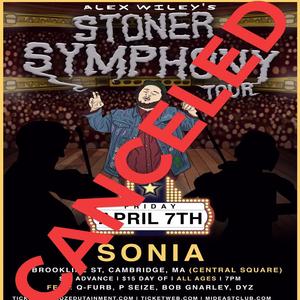 ALEX WILEY'S
STONER
SYMPHONY
TOUR
CANCELED
FRIDAY
APRIL 7TH
SONIA
BROOKLINE ST, CAMBRIDGE, MA (CENTRAL SQUARE)
ADVANCE | $15 DAY OF | ALL AGES | 7PM
Q-FURB, P SEIZE, BOB GNARLEY, DYZ
| TICKETWEB.COM | MIDEASTCLUB.COM